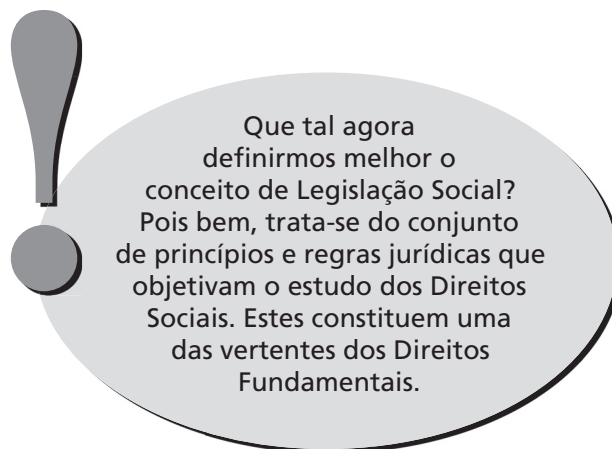 Que tal agora
definirmos melhor o
conceito de Legislação Social?
Pois bem, trata-se do conjunto
de princípios e regras jurídicas que
objetivam o estudo dos Direitos
Sociais. Estes constituem uma
das vertentes dos Direitos
Fundamentais.